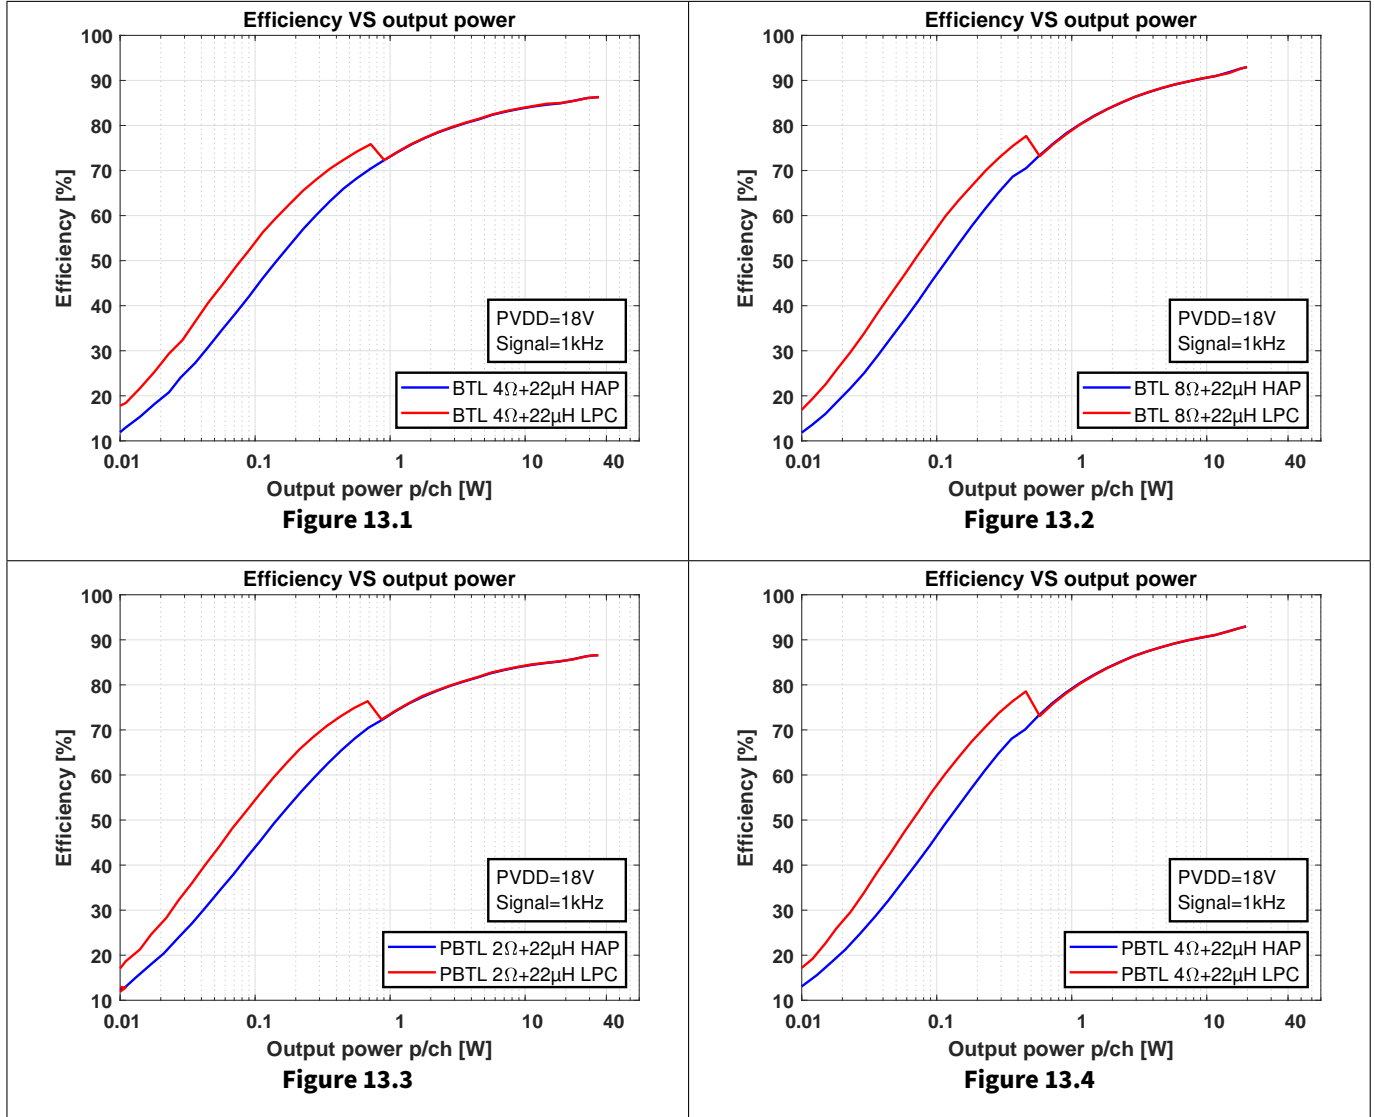 Efficiency VS output power
100
90
80
70
60
50
40
30
20
10
Efficiency [%]
PVDD=18V
Signal=1kHz
BTL 4Ω+22µH HAP
BTL 4Ω+22µH LPC
0.01 0.1 1 10 40
Output power p/ch [W]
Figure 13.1
Efficiency VS output power
100
90
80
70
60
50
40
30
20
10
Efficiency [%]
PVDD=18V
Signal=1kHz
BTL 8Ω+22µH HAP
BTL 8Ω+22µH LPC
0.01 0.1 1 10 40
Output power p/ch [W]
Figure 13.2
Efficiency VS output power
100
90
80
70
60
50
40
30
20
10
Efficiency [%]
PVDD=18V
Signal=1kHz
PBTL 2Ω+22µH HAP
PBTL 2Ω+22µH LPC
0.01 0.1 1 10 40
Output power p/ch [W]
Figure 13.3
Efficiency VS output power
100
90
80
70
60
50
40
30
20
10
Efficiency [%]
PVDD=18V
Signal=1kHz
PBTL 4Ω+22µH HAP
PBTL 4Ω+22µH LPC
0.01 0.1 1 10 40
Output power p/ch [W]
Figure 13.4